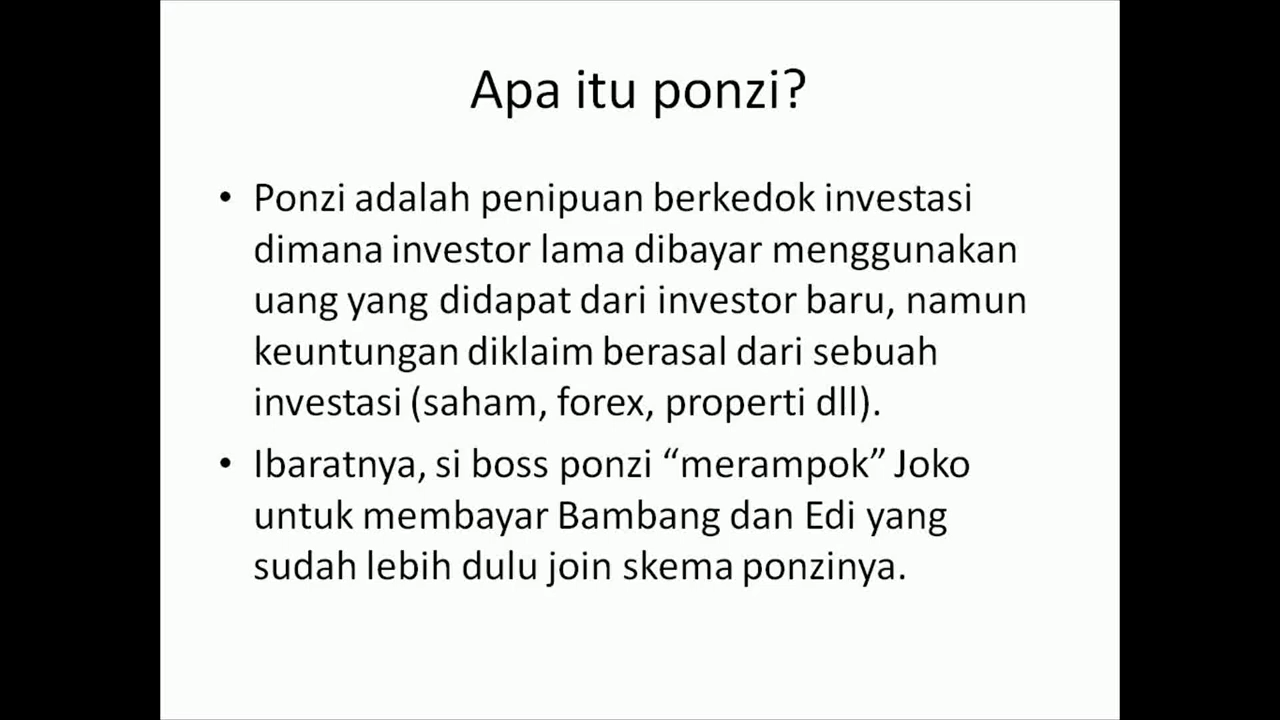 Apa itu ponzi?
• Ponzi adalah penipuan berkedok investasi
dimana investor lama dibayar menggunakan
uang yang didapat dari investor baru, namun
keuntungan diklaim berasal dari sebuah
investasi (saham, forex, properti dll).
• Ibaratnya, si boss ponzi “merampok” Joko
untuk membayar Bambang dan Edi yang
sudah lebih dulu join skema ponzinya.